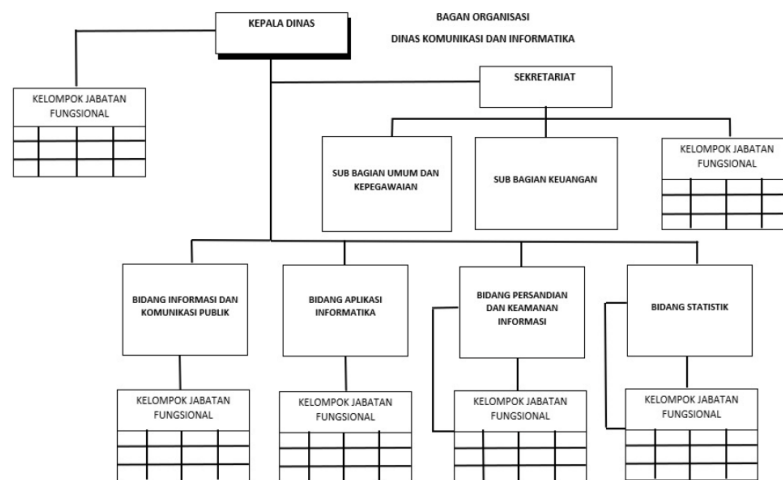 KEPALA DINAS
BAGAN ORGANISASI
DINAS KOMUNIKASI DAN INFORMATIKA
SEKRETARIAT
KELOMPOK JABATAN
FUNGSIONAL
SUB BAGIAN UMUM DAN
KEPEGAWAIAN
SUB BAGIAN KEUANGAN
KELOMPOK JABATAN
FUNGSIONAL
BIDANG INFORMASI DAN
KOMUNIKASI PUBLIK
BIDANG APLIKASI
INFORMATIKA
BIDANG PERSANDIAN
DAN KEAMANAN
INFORMASI
BIDANG STATISTIK
KELOMPOK JABATAN
FUNGSIONAL
KELOMPOK JABATAN
FUNGSIONAL
KELOMPOK JABATAN
FUNGSIONAL
KELOMPOK JABATAN
FUNGSIONAL